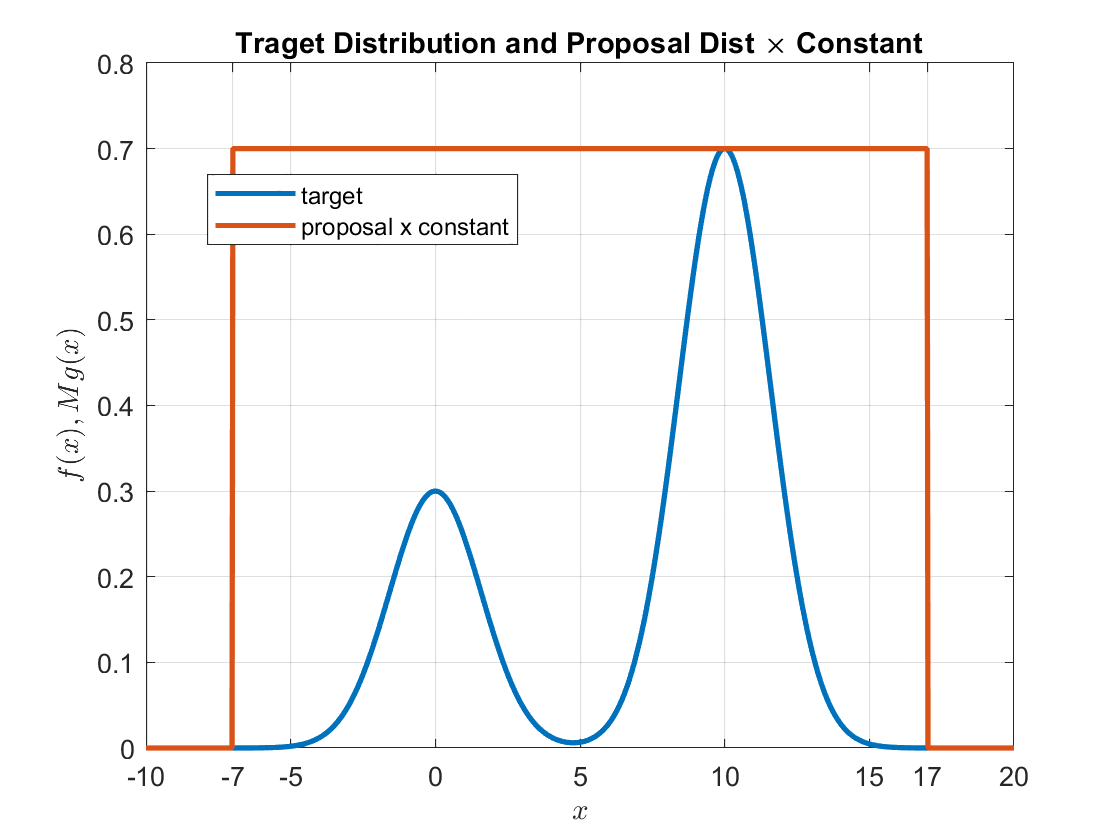 Traget Distribution and Proposal Dist × Constant
0.8
0.7
0.6
0.5
0.4
0.3
0.2
0.1
0
target
proposal x constant
f(x), Mg(x)
-10 -7 -5 0 5 10 15 17 20
x